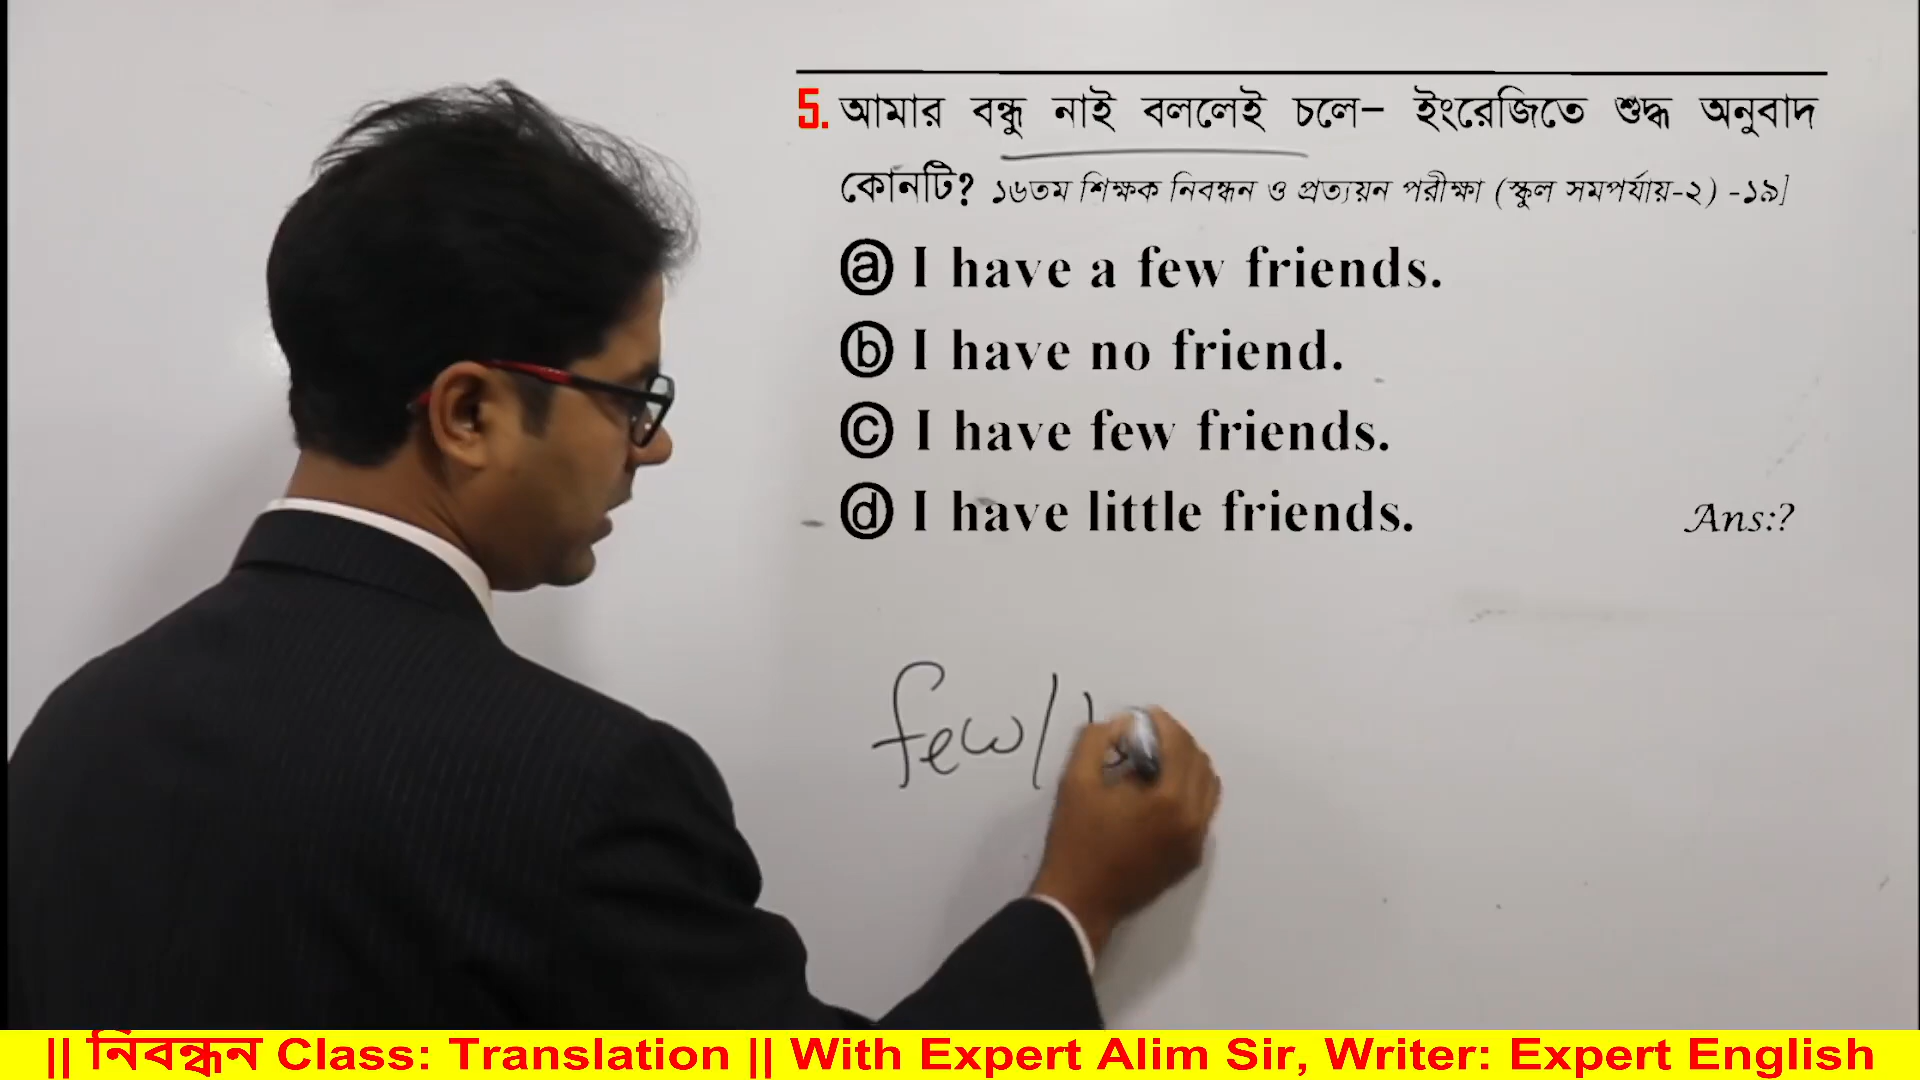 5. আমার বন্ধু নাই বললেই চলে– ইংরেজিতে শুদ্ধ অনুবাদ
কোনটি? ১৬তম শিক্ষক নিবন্ধন ও প্রত্যয়ন পরীক্ষা (স্কুল সমপর্যায়-২) -১৯]
ⓐ I have a few friends.
ⓑ I have no friend.
ⓒ I have few friends.
ⓓ I have little friends.
Ans:?
few/
|| নিবন্ধন Class: Translation || With Expert Alim Sir, Writer: Expert English